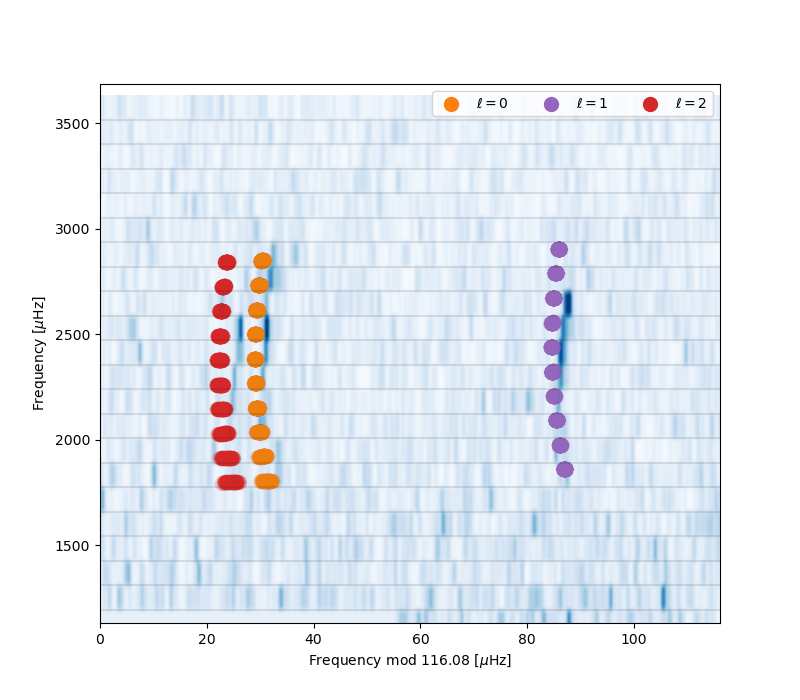 ℓ = 0 ℓ = 1 ℓ = 2
3500
3000
2500
2000
1500
Frequency [μHz]
0 20 40 60 80 100
Frequency mod 116.08 [μHz]